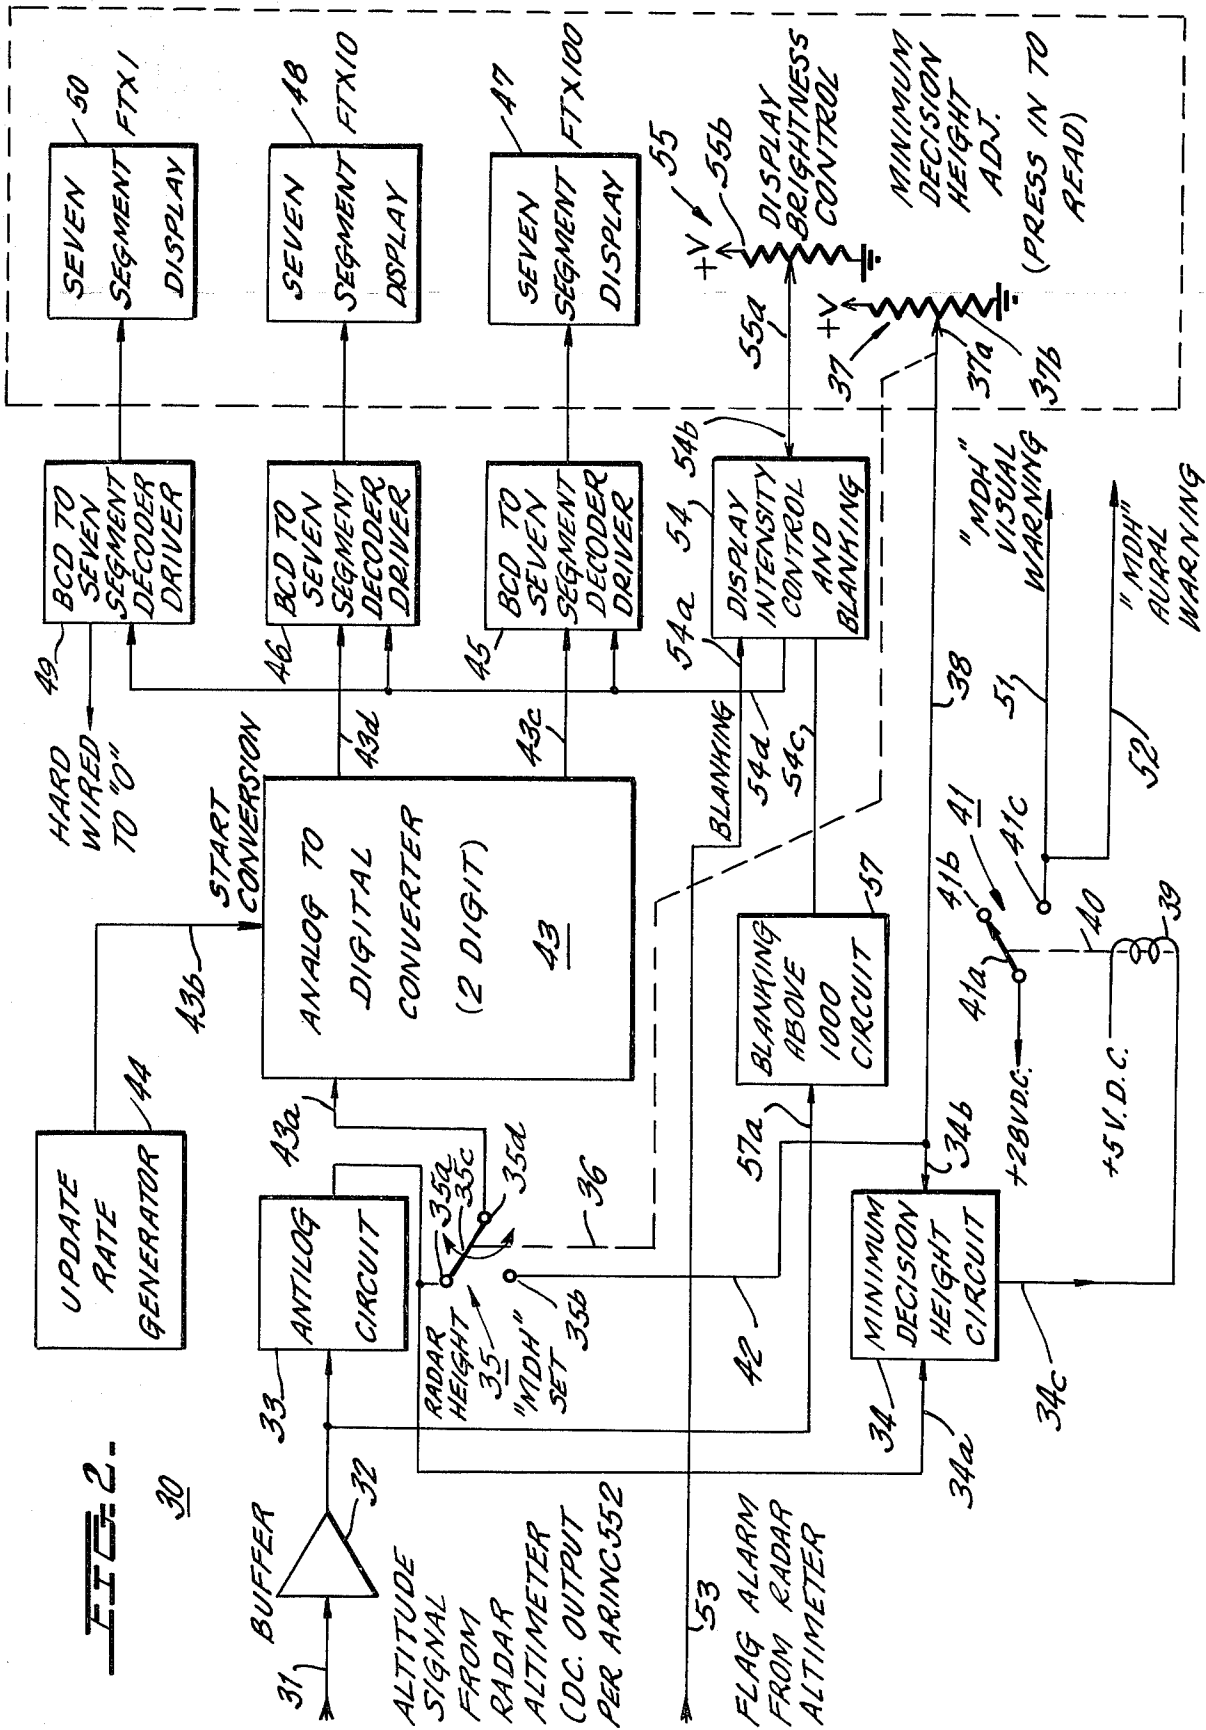 FIG. 2.
30
BUFFER
31
32
ALTITUDE
SIGNAL
FROM
RADAR
ALTIMETER
(DC. OUTPUT
PER ARINC552
53
FLAG ALARM
FROM RADAR
ALTIMETER
UPDATE
RATE
GENERATOR
44
43b
START
CONVERSION
33
ANTILOG
CIRCUIT
43a
RADAR
HEIGHT
35
"MDH"
SET
35a
35c
35d
35b
36
42
ANALOG TO
DIGITAL
CONVERTER
(2 DIGIT)
43
43d
43c
HARD
WIRED
TO "O"
49
BCD TO
SEVEN
SEGMENT
DECODER
DRIVER
46
BCD TO
SEVEN
SEGMENT
DECODER
DRIVER
45
BCD TO
SEVEN
SEGMENT
DECODER
DRIVER
SEVEN
SEGMENT
DISPLAY
50
FTX1
SEVEN
SEGMENT
DISPLAY
48
FTX10
SEVEN
SEGMENT
DISPLAY
47
FTX100
BLANKING
54a
54
54b
54d
54c
DISPLAY
INTENSITY
CONTROL
AND
BLANKING
55a
+V
55
55b
DISPLAY
BRIGHTNESS
CONTROL
+V
37
37a
37b
MINIMUM
DECISION
HEIGHT
ADJ.
(PRESS IN TO
READ)
57a
BLANKING
ABOVE
1000
CIRCUIT
57
38
34
34a
MINIMUM
DECISION
HEIGHT
CIRCUIT
34b
34c
+28VD.C.
41a
41b
41
41c
40
39
+5V.D.C.
51
"MDH"
VISUAL
WARNING
52
"MDH"
AURAL
WARNING